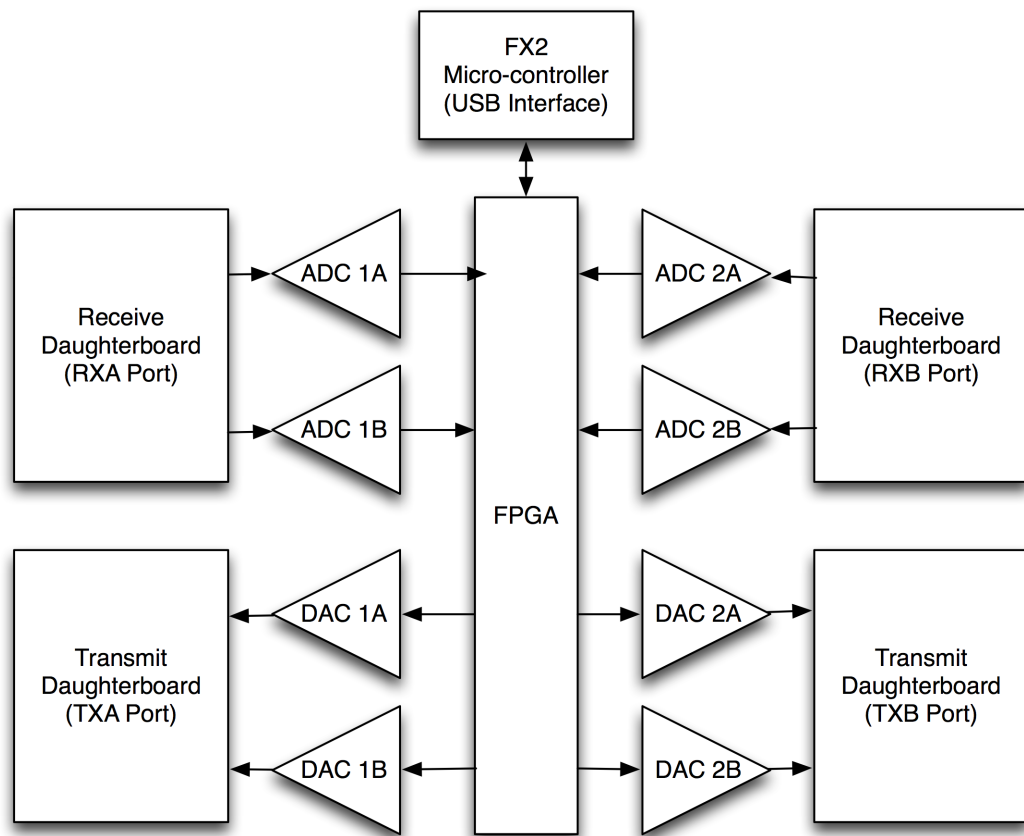 FX2
Micro-controller
(USB Interface)
Receive
Daughterboard
(RXA Port)
ADC 1A
ADC 1B
ADC 2A
ADC 2B
Receive
Daughterboard
(RXB Port)
FPGA
Transmit
Daughterboard
(TXA Port)
DAC 1A
DAC 1B
DAC 2A
DAC 2B
Transmit
Daughterboard
(TXB Port)